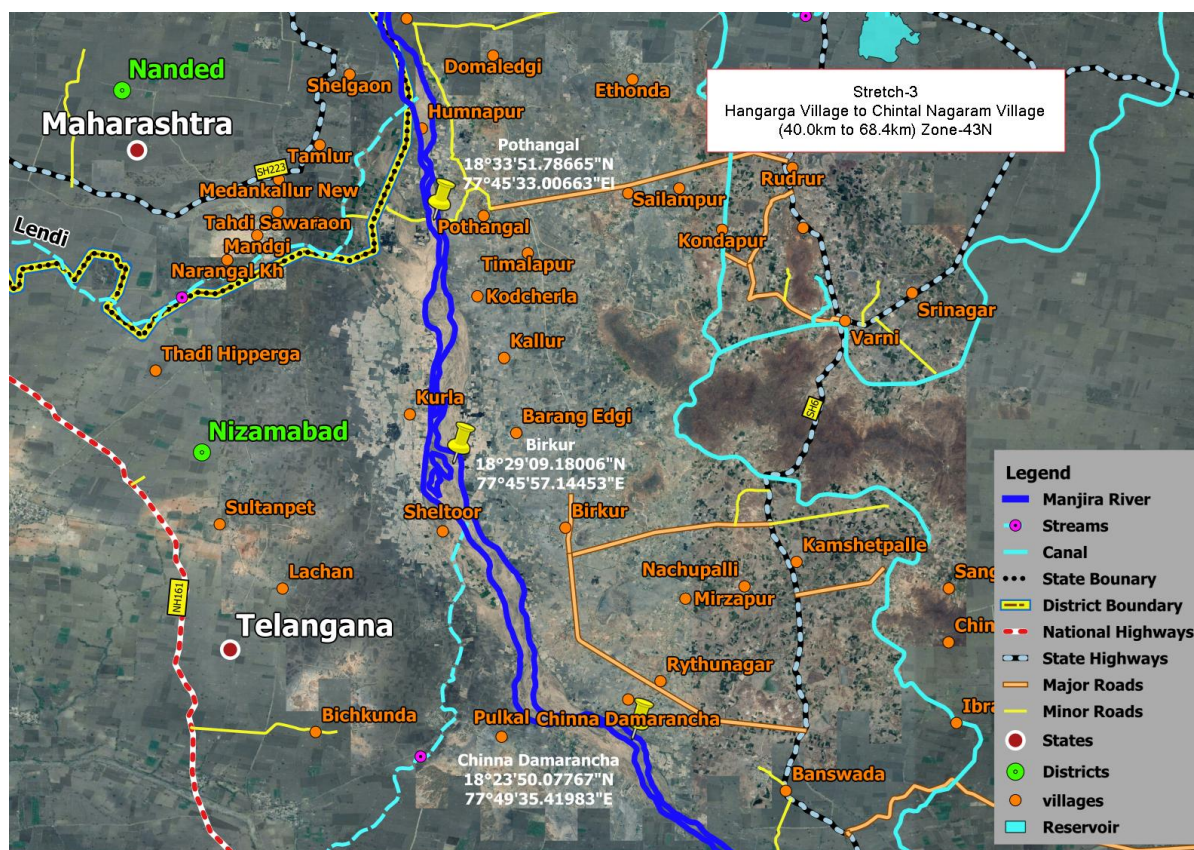 Stretch-3
Hangarga Village to Chintal Nagaram Village
(40.0km to 68.4km) Zone-43N
Nanded
Maharashtra
Shelgaon
Domaledgi
Ethonda
Humnapur
Tamlur
SH223
Medankallur New
Pothangal
18°33'51.78665"N
77°45'33.00663"E
Sailampur
Rudrur
Lendi
Tahdi Sawaraon
Mandgi
Narangal Kh
Pothangal
Kondapur
Timalapur
Kodcherla
Srinagar
Varni
Thadi Hipperga
Kallur
Kurla
SH6
Nizamabad
Barang Edgi
Birkur
18°29'09.18006"N
77°45'57.14453"E
Sultanpet
Sheltoor
Birkur
Kamshetpalle
Lachan
NH161
Nachupalli
Mirzapur
Sang
Chin
Telangana
Rythunagar
Bichkunda
Pulkal
Chinna Damarancha
Ibra
Chinna Damarancha
18°23'50.07767"N
77°49'35.41983"E
Banswada
Legend
Manjira River
Streams
Canal
State Bounary
District Boundary
National Highways
State Highways
Major Roads
Minor Roads
States
Districts
villages
Reservoir